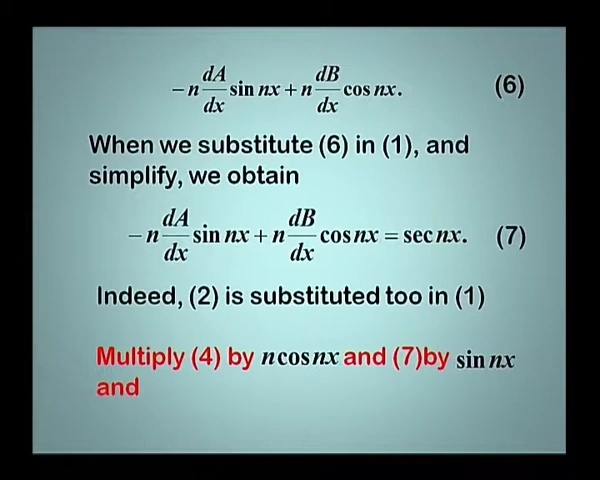 −n dA/dx sin nx + n dB/dx cos nx. (6)
When we substitute (6) in (1), and
simplify, we obtain
−n dA/dx sin nx + n dB/dx cos nx = sec nx. (7)
Indeed, (2) is substituted too in (1)
Multiply (4) by n cos nx and (7)by sin nx
and